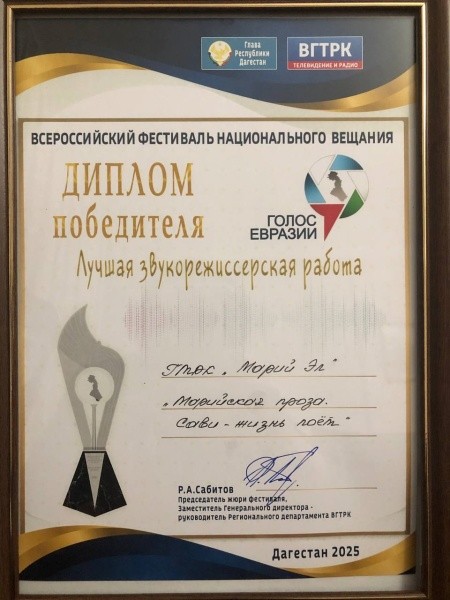 Глава
Республики
Дагестан
ВГТРК
ТЕЛЕВИДЕНИЕ И РАДИО
ВСЕРОССИЙСКИЙ ФЕСТИВАЛЬ НАЦИОНАЛЬНОГО ВЕЩАНИЯ
ДИПЛОМ
победителя
ГОЛОС
ЕВРАЗИИ
Лучшая звукорежиссерская работа
ГТРК „Марий Эл"
„Марийская проза.
Сави - жизнь поёт"
Р.А.Сабитов
Председатель жюри фестиваля,
Заместитель Генерального директора -
руководитель Регионального департамента ВГТРК
Дагестан 2025